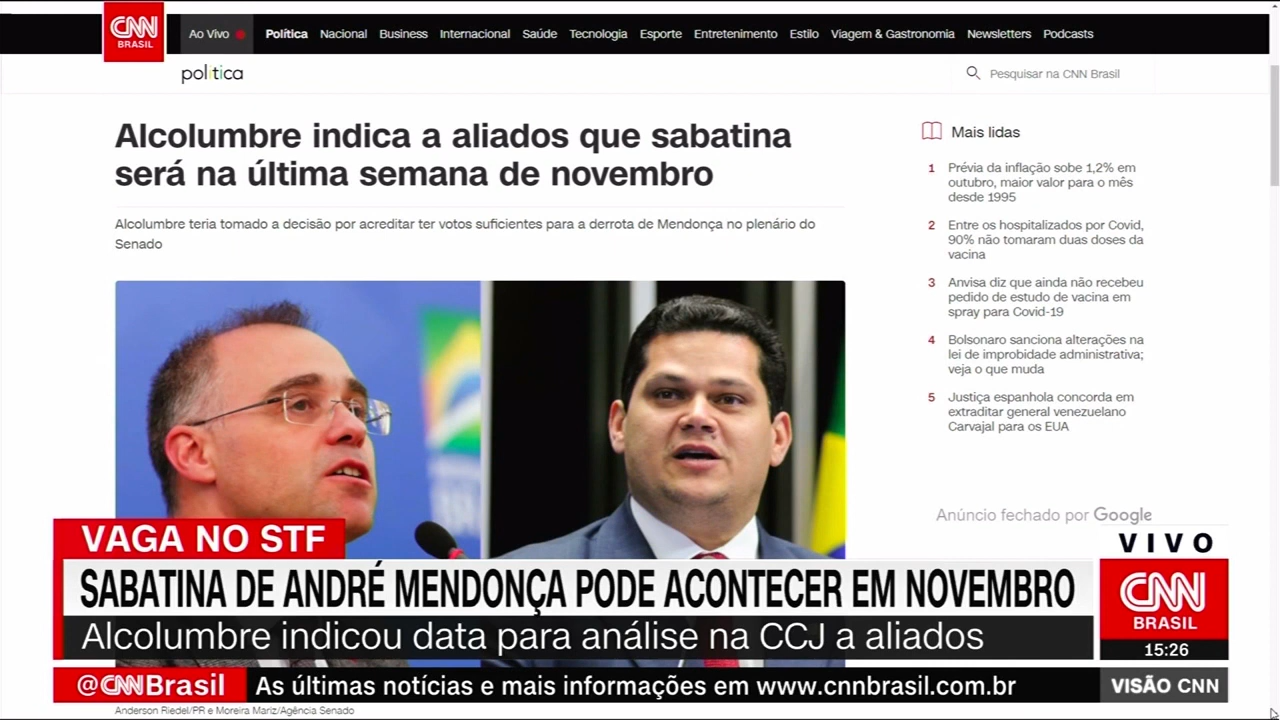 CNN
BRASIL
Ao Vivo
Política
Nacional
Business
Internacional
Saúde
Tecnologia
Esporte
Entretenimento
Estilo
Viagem & Gastronomia
Newsletters
Podcasts
política
Pesquisar na CNN Brasil
Alcolumbre indica a aliados que sabatina
será na última semana de novembro
Alcolumbre teria tomado a decisão por acreditar ter votos suficientes para a derrota de Mendonça no plenário do
Senado
Mais lidas
1 Prévia da inflação sobe 1,2% em
outubro, maior valor para o mês
desde 1995
2 Entre os hospitalizados por Covid,
90% não tomaram duas doses da
vacina
3 Anvisa diz que ainda não recebeu
pedido de estudo de vacina em
spray para Covid-19
4 Bolsonaro sanciona alterações na
lei de improbidade administrativa;
veja o que muda
5 Justiça espanhola concorda em
extraditar general venezuelano
Carvajal para os EUA
Anúncio fechado por Google
VAGA NO STF
SABATINA DE ANDRÉ MENDONÇA PODE ACONTECER EM NOVEMBRO
Alcolumbre indicou data para análise na CCJ a aliados
VIVO
CNN
BRASIL
15:26
@CNNBrasil
As últimas notícias e mais informações em www.cnnbrasil.com.br
VISÃO CNN
Anderson Riedel/PR e Moreira Mariz/Agência Senado